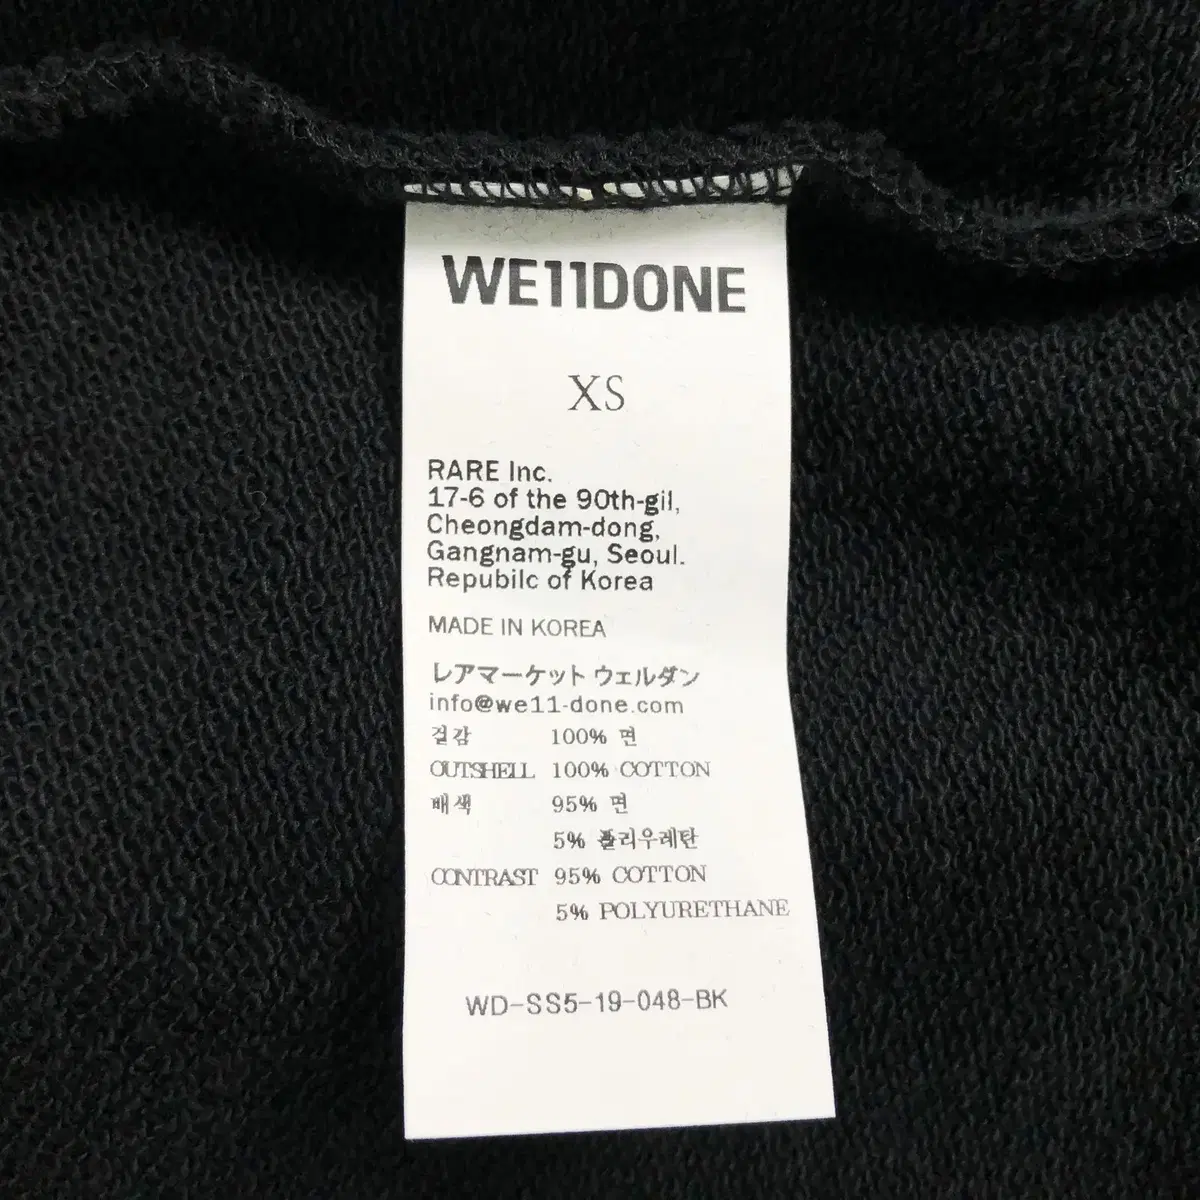 WE11DONE
XS
RARE Inc.
17-6 of the 90th-gil,
Cheongdam-dong,
Gangnam-gu, Seoul.
Repubilc of Korea
MADE IN KOREA
レアマーケット ウェルダン
info@we11-done.com
겉감 100% 면
OUTSHELL 100% COTTON
배색 95% 면
5% 폴리우레탄
CONTRAST 95% COTTON
5% POLYURETHANE
WD-SS5-19-048-BK